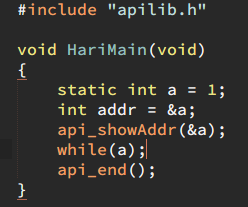 #include "apilib.h"
void HariMain(void)
{
static int a = 1;
int addr = &a;
api_showAddr(&a);
while(a);
api_end();
}